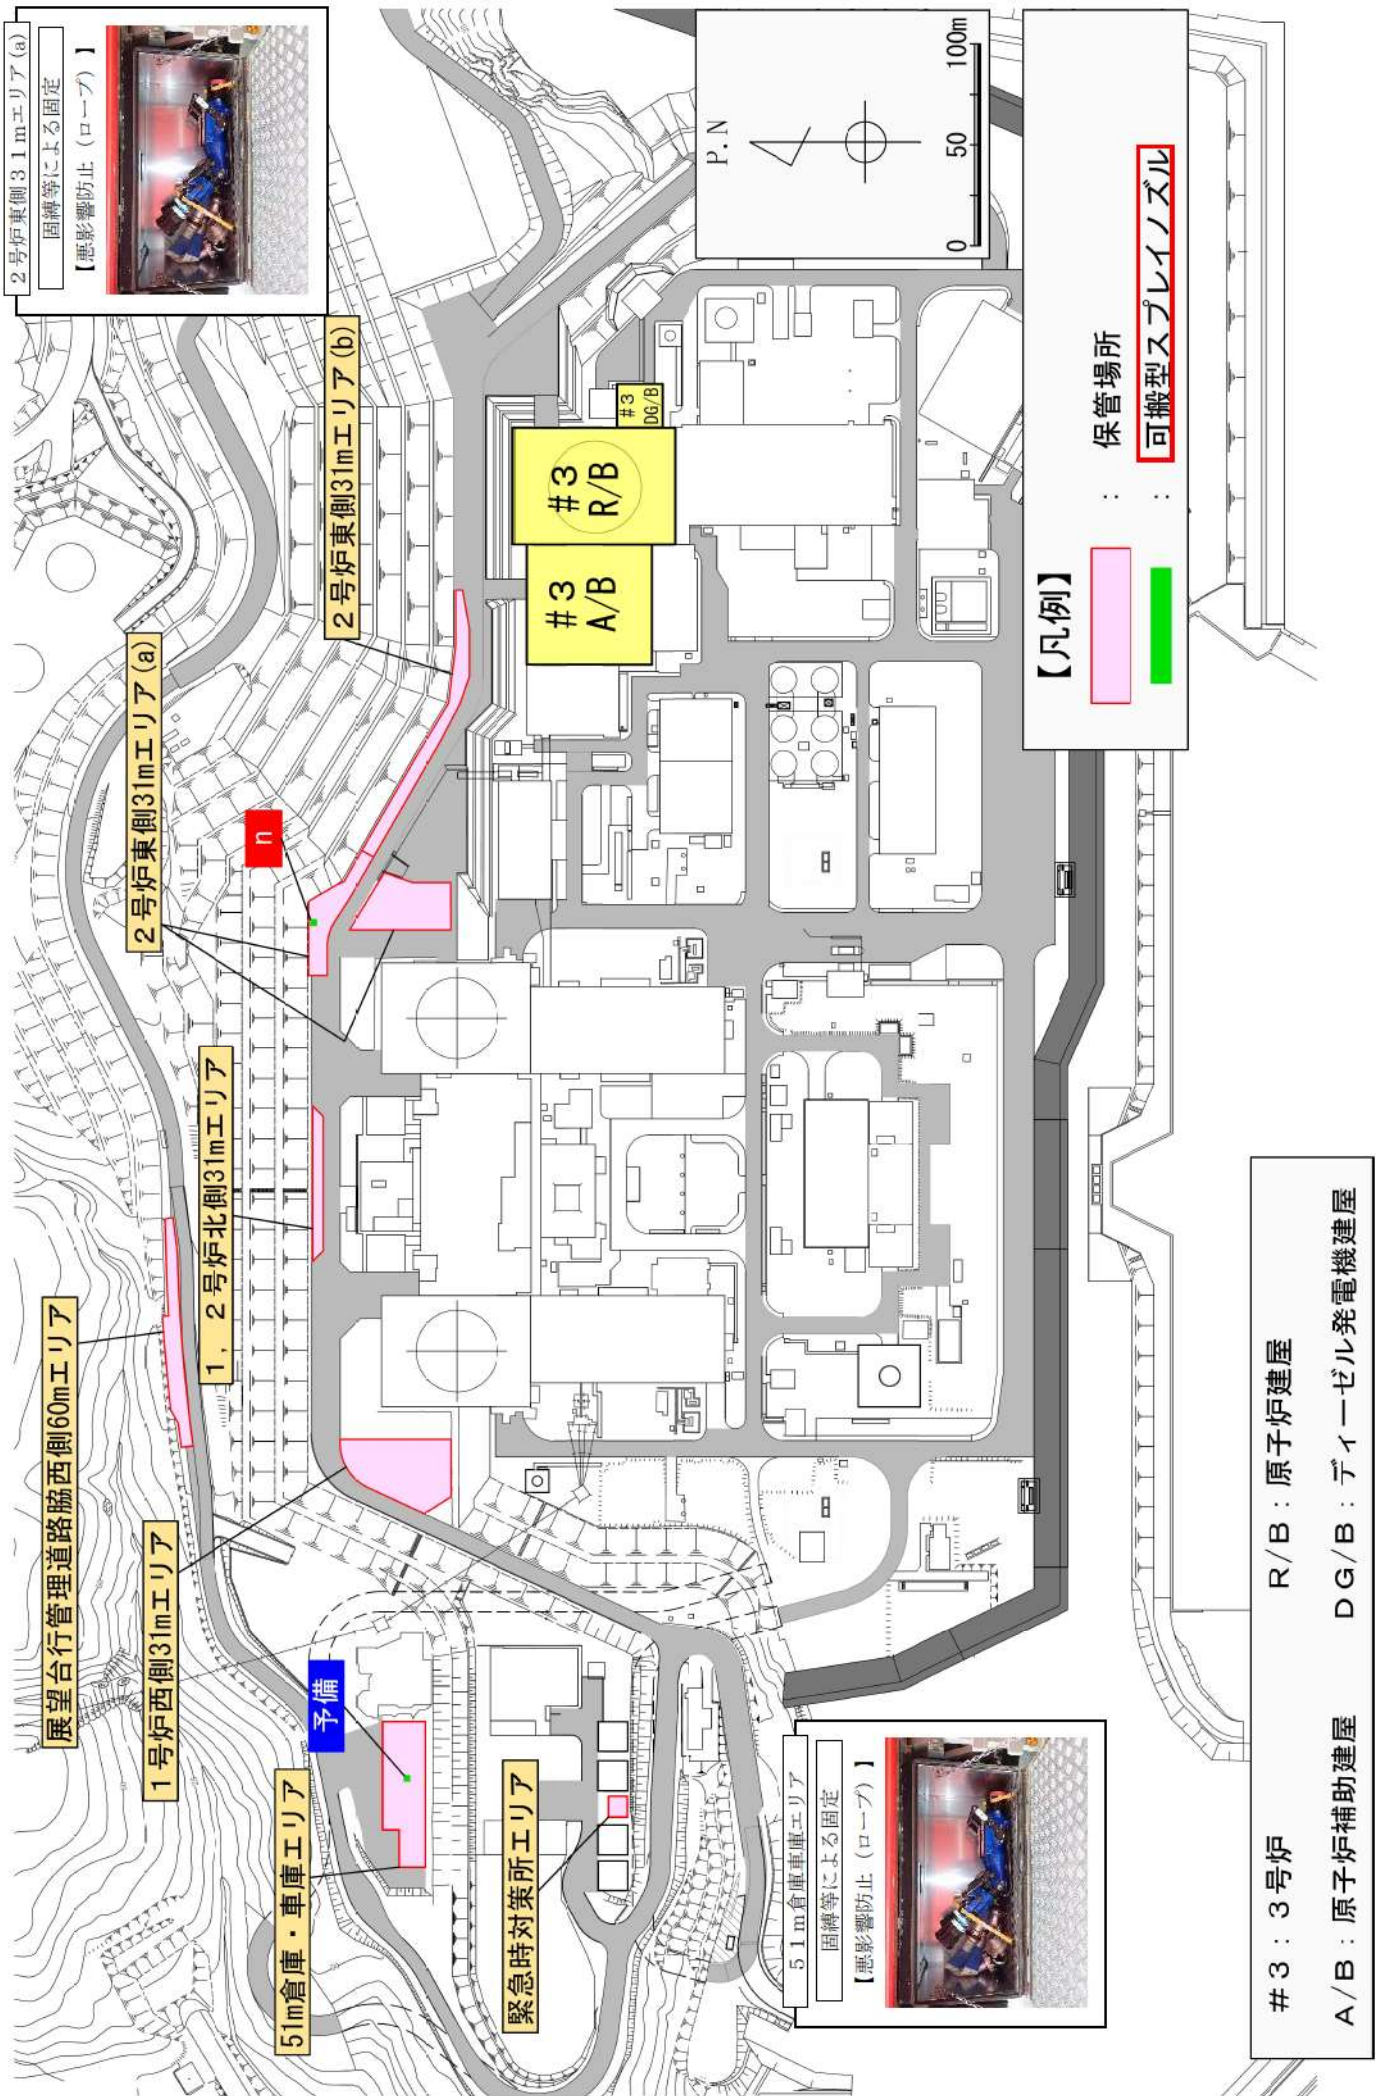 展望台行管理道路脇西側60mエリア
1号炉西側31mエリア
51m倉庫・車庫エリア
予備
緊急時対策所エリア
1，2号炉北側31mエリア
2号炉東側31mエリア(a)
n
2号炉東側31mエリア(b)
2号炉東側31mエリア(a)
固縛等による固定
【悪影響防止（ロープ）】
#3
A/B
#3
R/B
#3
DG/B
P.N
0 50 100m
51m倉庫車庫エリア
固縛等による固定
【悪影響防止（ロープ）】
【凡例】
： 保管場所
： 可搬型スプレイノズル
#3：3号炉 R/B：原子炉建屋
A/B：原子炉補助建屋 DG/B：ディーゼル発電機建屋